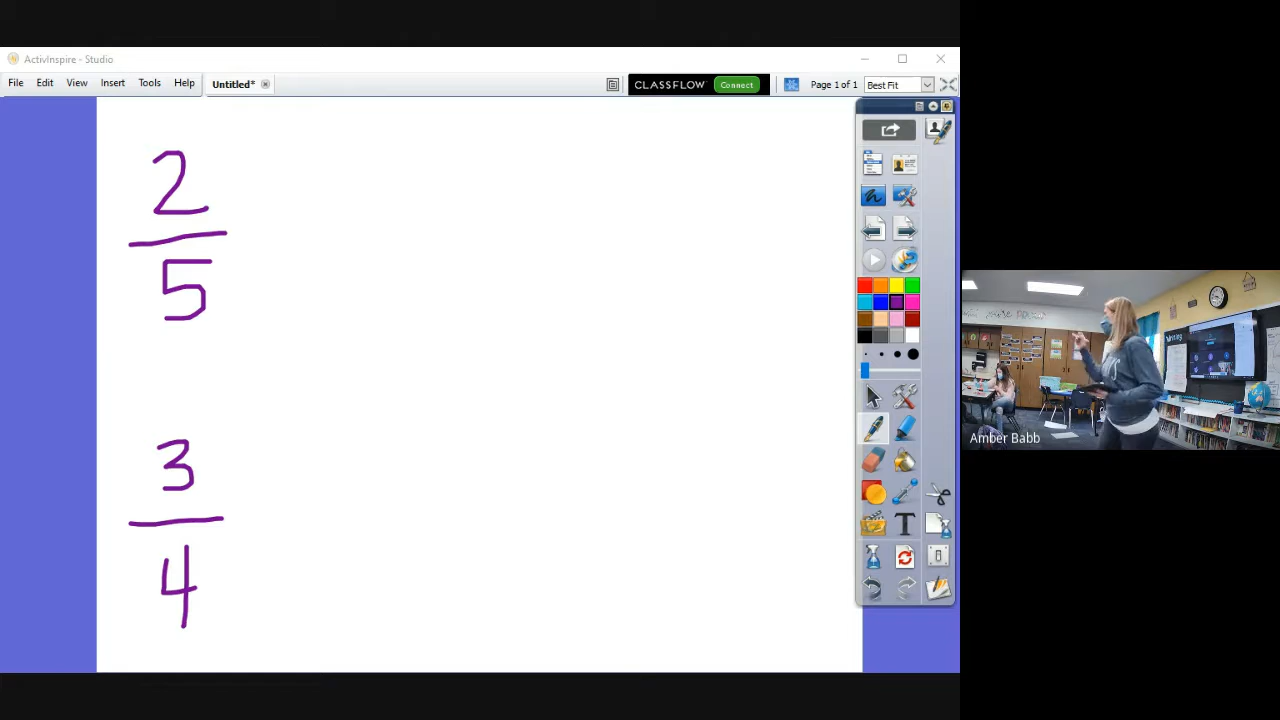 ActivInspire - Studio
File Edit View Insert Tools Help Untitled* CLASSFLOW Connect Page 1 of 1 Best Fit
2
5
3
4
T
Writing
Amber Babb